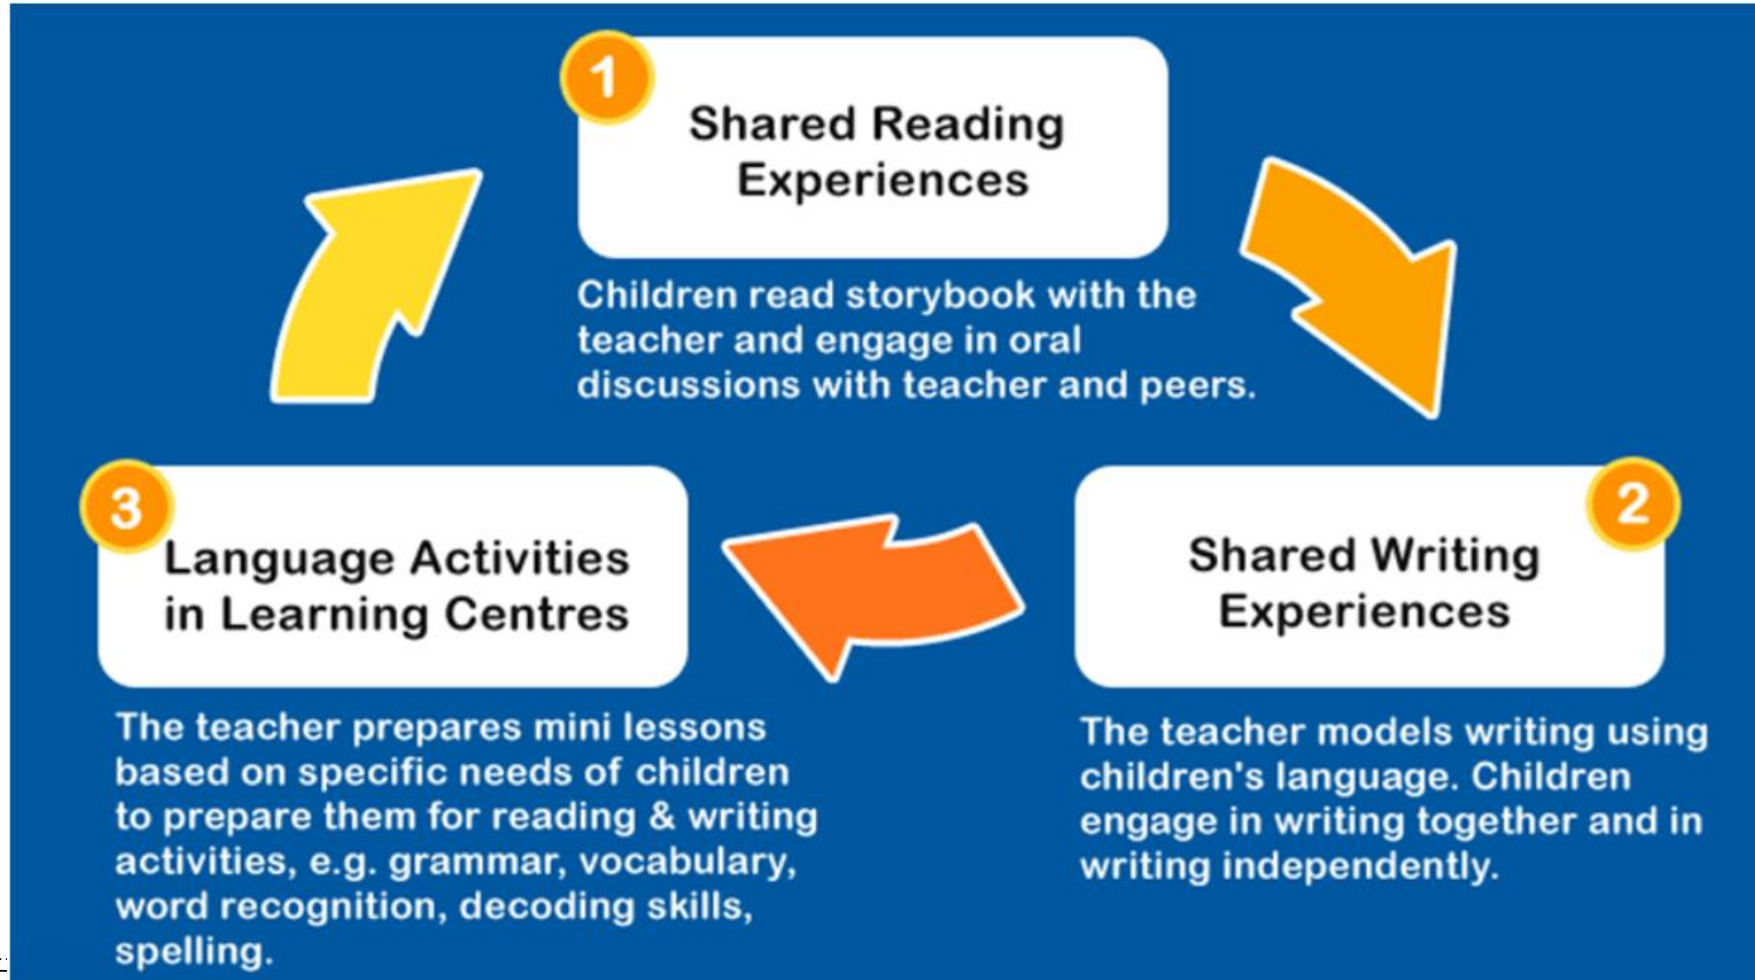 1
Shared Reading
Experiences
Children read storybook with the
teacher and engage in oral
discussions with teacher and peers.
2
Shared Writing
Experiences
The teacher models writing using
children's language. Children
engage in writing together and in
writing independently.
3
Language Activities
in Learning Centres
The teacher prepares mini lessons
based on specific needs of children
to prepare them for reading & writing
activities, e.g. grammar, vocabulary,
word recognition, decoding skills,
spelling.